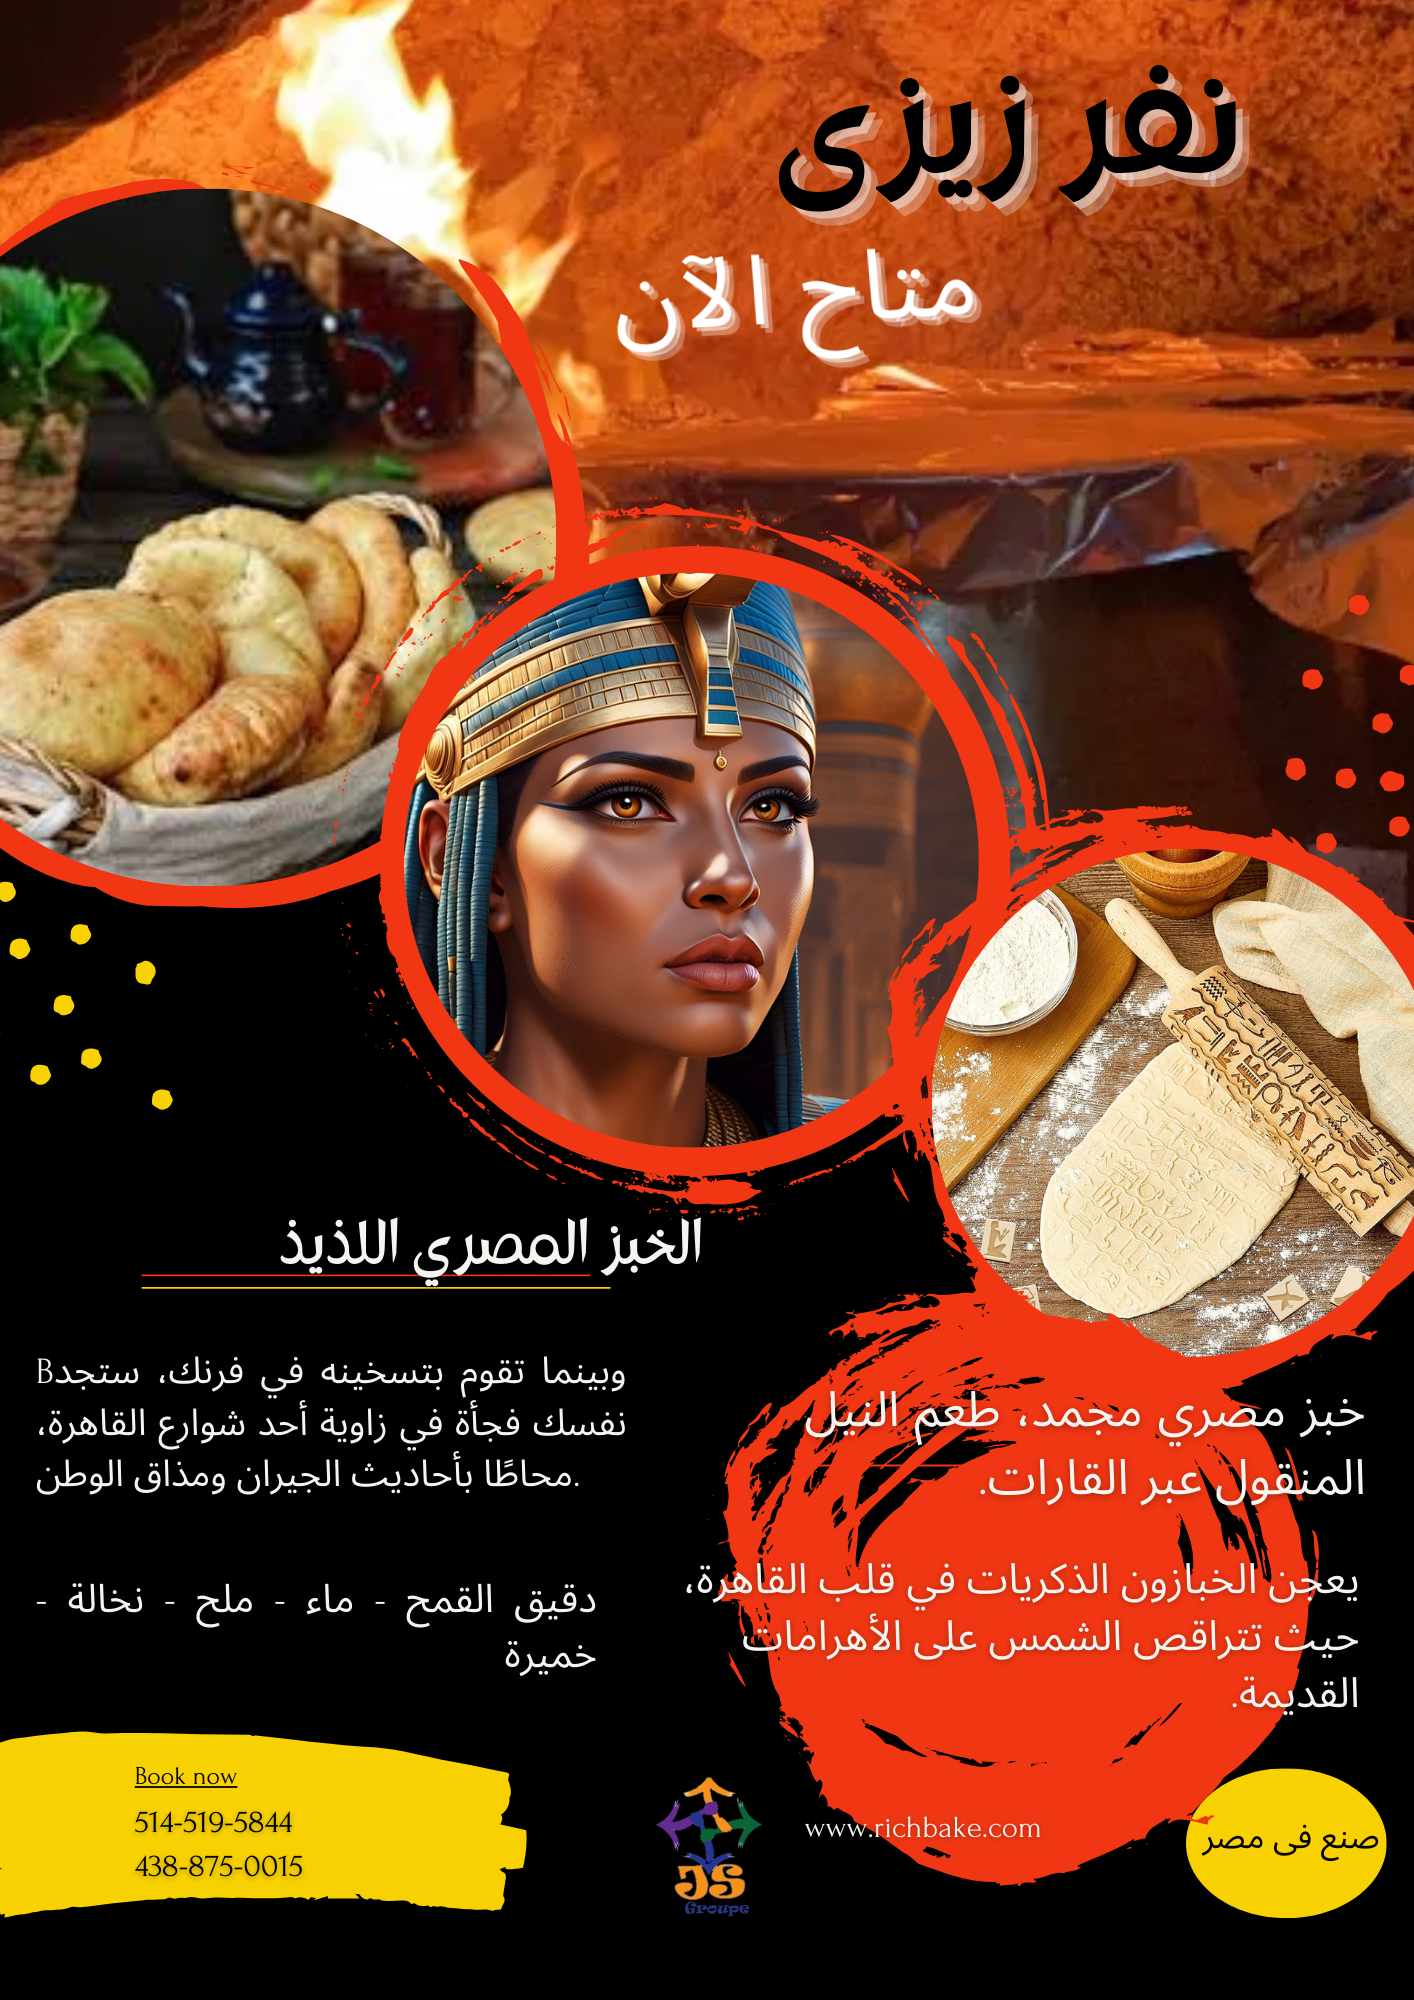 نفر زيزى
متاح الآن
الخبز المصري اللذيذ
وبينما تقوم بتسخينه في فرنك، ستجدB
نفسك فجأة في زاوية أحد شوارع القاهرة،
محاطًا بأحاديث الجيران ومذاق الوطن.
دقيق القمح - ماء - ملح - نخالة -
خميرة
خبز مصري مجمد، طعم النيل
المنقول عبر القارات.
يعجن الخبازون الذكريات في قلب القاهرة،
حيث تتراقص الشمس على الأهرامات
القديمة.
Book now
514-519-5844
438-875-0015
JS
Groupe
www.richbake.com
صنع فى مصر